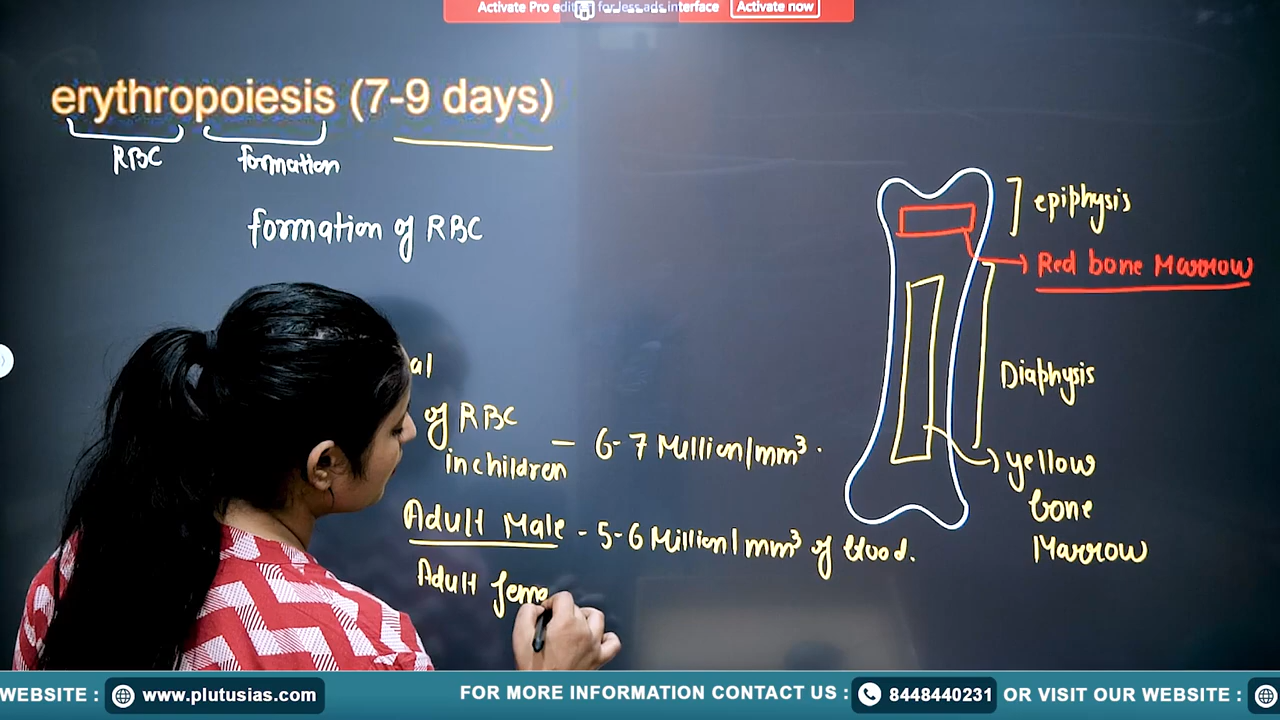 Activate Pro edition for less ads interface Activate now
erythropoiesis (7-9 days)
RBC formation
formation of RBC
of RBC
in children - 6-7 Million/mm³.
Adult Male - 5-6 Million/mm³ of blood.
Adult
epiphysis
Red bone Marrow
Diaphysis
yellow
bone
Marrow
WEBSITE : www.plutusias.com FOR MORE INFORMATION CONTACT US : 8448440231 OR VISIT OUR WEBSITE :